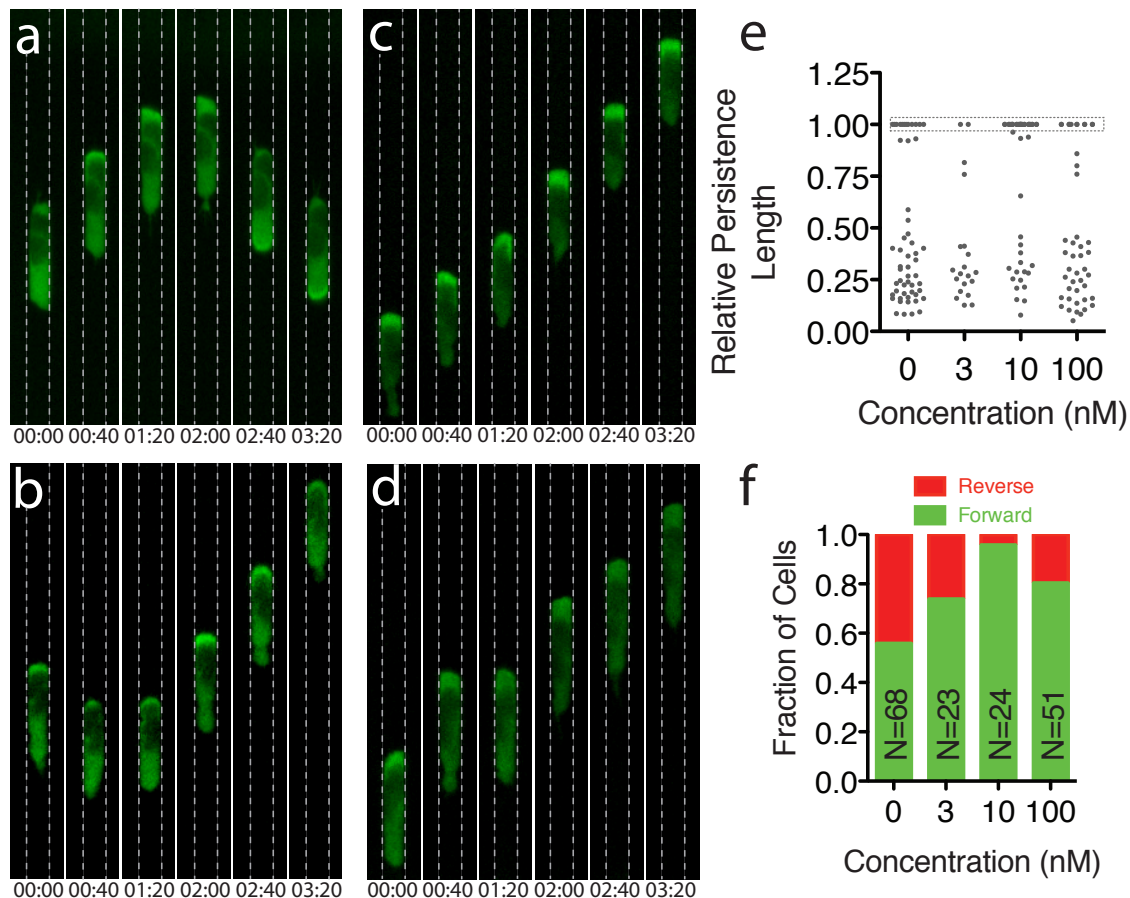 a
00:00 00:40 01:20 02:00 02:40 03:20
b
00:00 00:40 01:20 02:00 02:40 03:20
c
00:00 00:40 01:20 02:00 02:40 03:20
d
00:00 00:40 01:20 02:00 02:40 03:20
e
Relative Persistence
Length
1.25
1.00
0.75
0.50
0.25
0.00
0 3 10 100
Concentration (nM)
f
Reverse
Forward
Fraction of Cells
1.0
0.8
0.6
0.4
0.2
0.0
N=68 N=23 N=24 N=51
0 3 10 100
Concentration (nM)